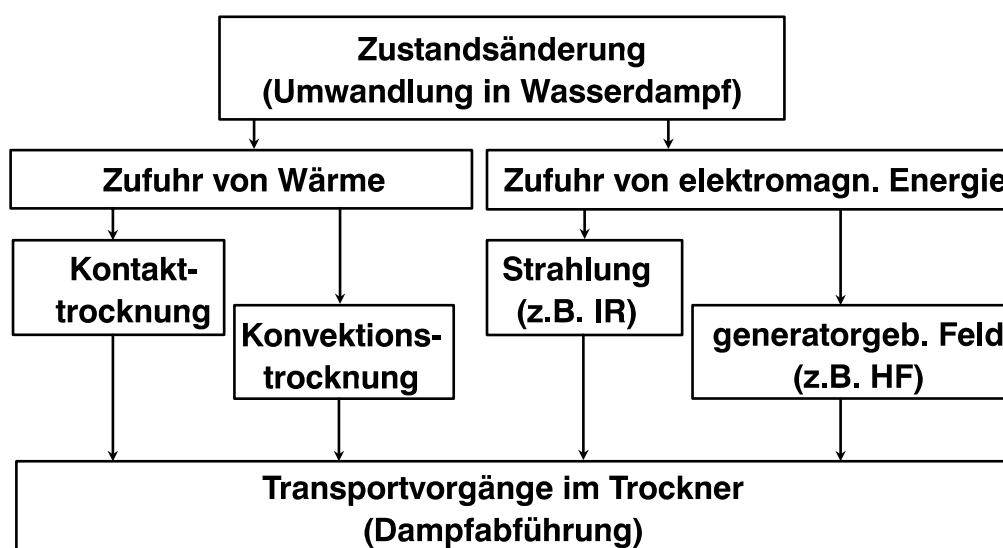 Zustandsänderung
(Umwandlung in Wasserdampf)
Zufuhr von Wärme
Zufuhr von elektromagn. Energie
Kontakt-
trocknung
Strahlung
(z.B. IR)
Konvektions-
trocknung
generatorgeb. Feld
(z.B. HF)
Transportvorgänge im Trockner
(Dampfabführung)